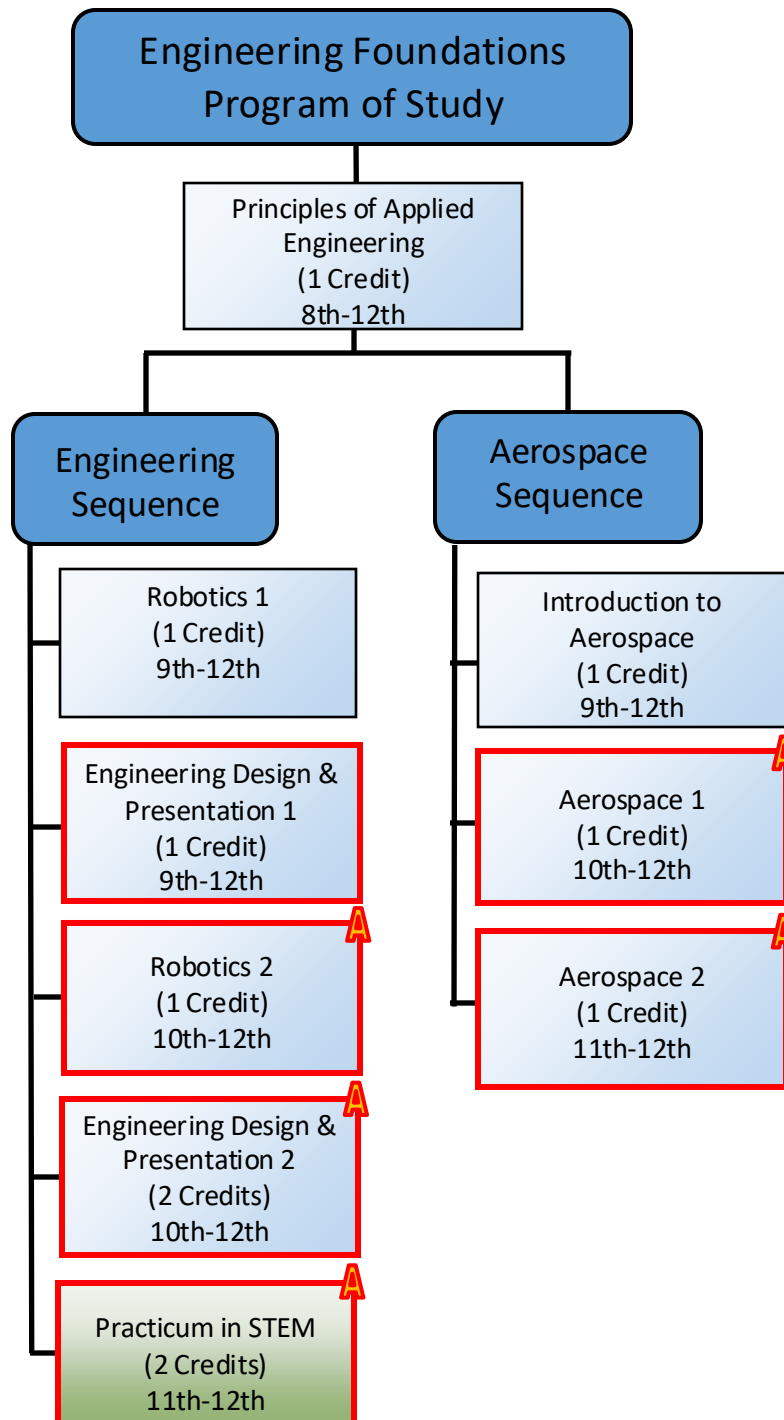 Engineering Foundations
Program of Study
Principles of Applied
Engineering
(1 Credit)
8th-12th
Engineering
Sequence
Robotics 1
(1 Credit)
9th-12th
Engineering Design &
Presentation 1
(1 Credit)
9th-12th
A
Robotics 2
(1 Credit)
10th-12th
A
Engineering Design &
Presentation 2
(2 Credits)
10th-12th
A
Practicum in STEM
(2 Credits)
11th-12th
Aerospace
Sequence
Introduction to
Aerospace
(1 Credit)
9th-12th
A
Aerospace 1
(1 Credit)
10th-12th
A
Aerospace 2
(1 Credit)
11th-12th